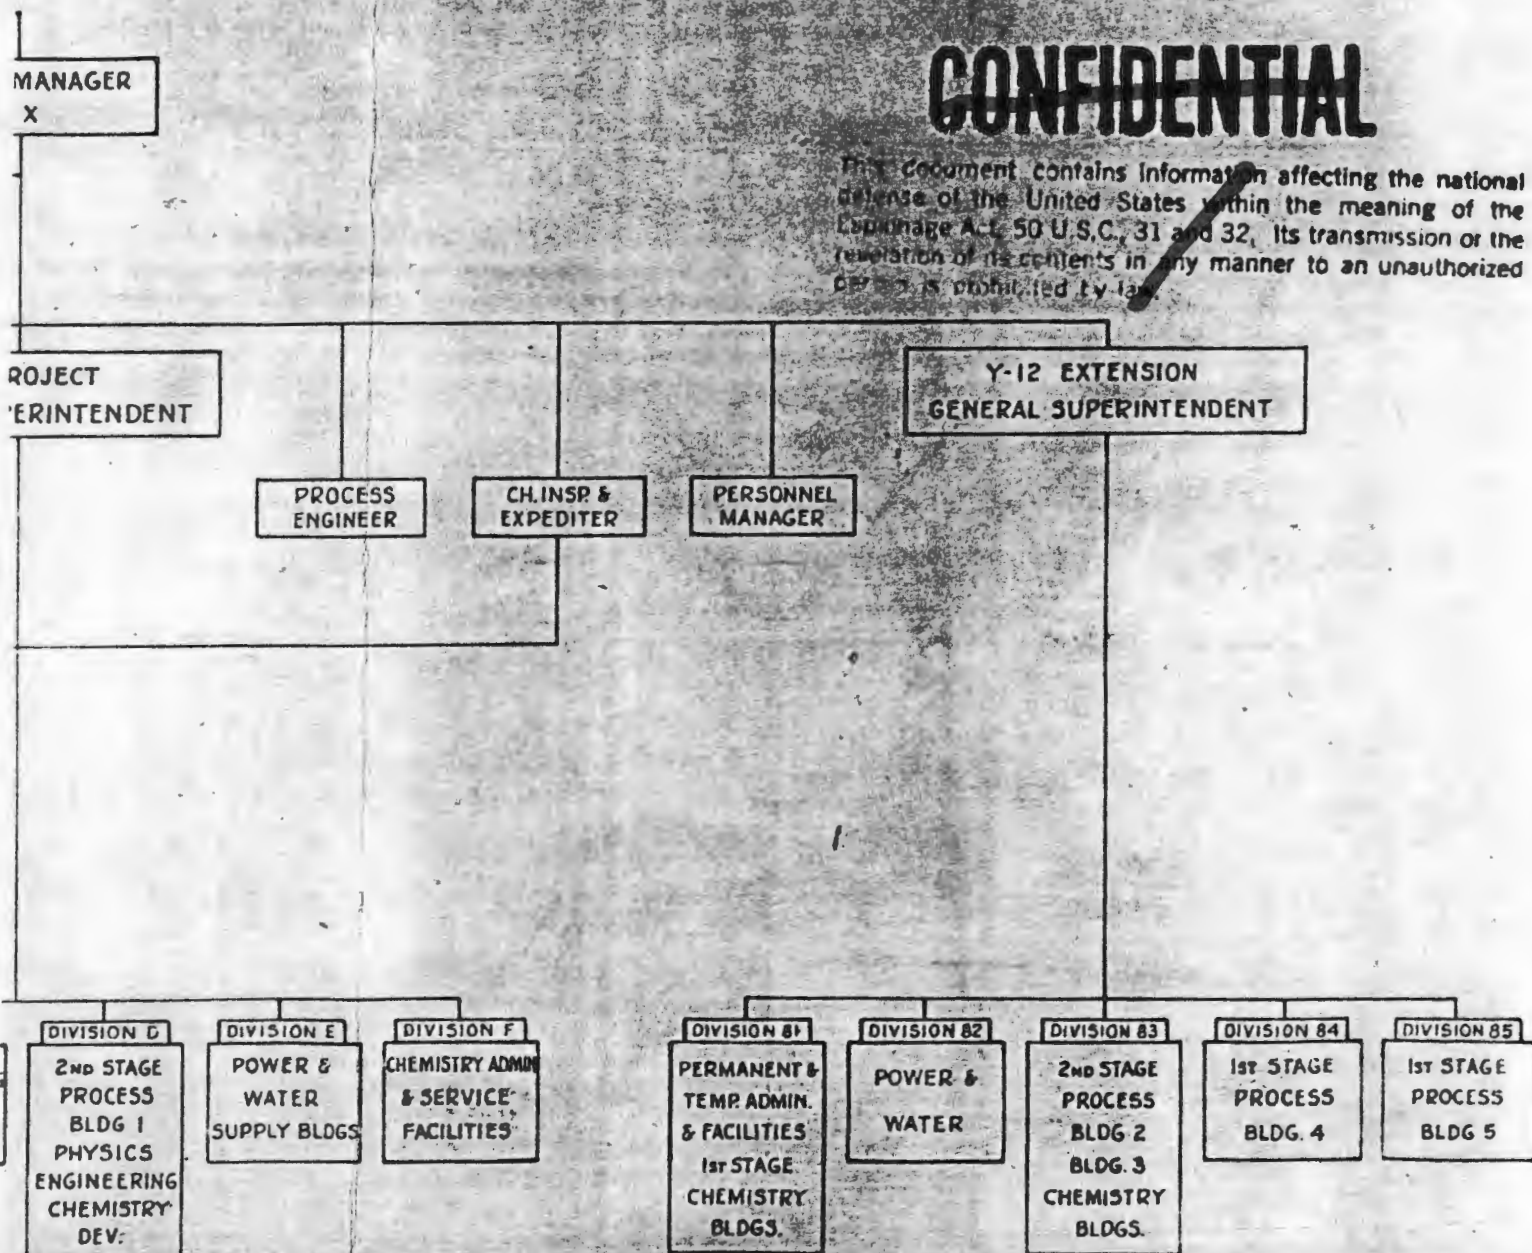 MANAGER
X
CONFIDENTIAL
This document contains information affecting the national
defense of the United States within the meaning of the
Espionage Act, 50 U.S.C., 31 and 32, Its transmission or the
revelation of its contents in any manner to an unauthorized
person is prohibited by law.
ROJECT
ERINTENDENT
Y-12 EXTENSION
GENERAL SUPERINTENDENT
PROCESS
ENGINEER
CH. INSP. &
EXPEDITER
PERSONNEL
MANAGER
DIVISION D
2ND STAGE
PROCESS
BLDG 1
PHYSICS
ENGINEERING
CHEMISTRY
DEV.
DIVISION E
POWER &
WATER
SUPPLY BLDGS
DIVISION F
CHEMISTRY ADMIN
& SERVICE
FACILITIES
DIVISION 81
PERMANENT &
TEMP. ADMIN.
& FACILITIES
1ST STAGE
CHEMISTRY
BLDGS.
DIVISION 82
POWER &
WATER
DIVISION 83
2ND STAGE
PROCESS
BLDG 2
BLDG. 3
CHEMISTRY
BLDGS.
DIVISION 84
1ST STAGE
PROCESS
BLDG. 4
DIVISION 85
1ST STAGE
PROCESS
BLDG 5